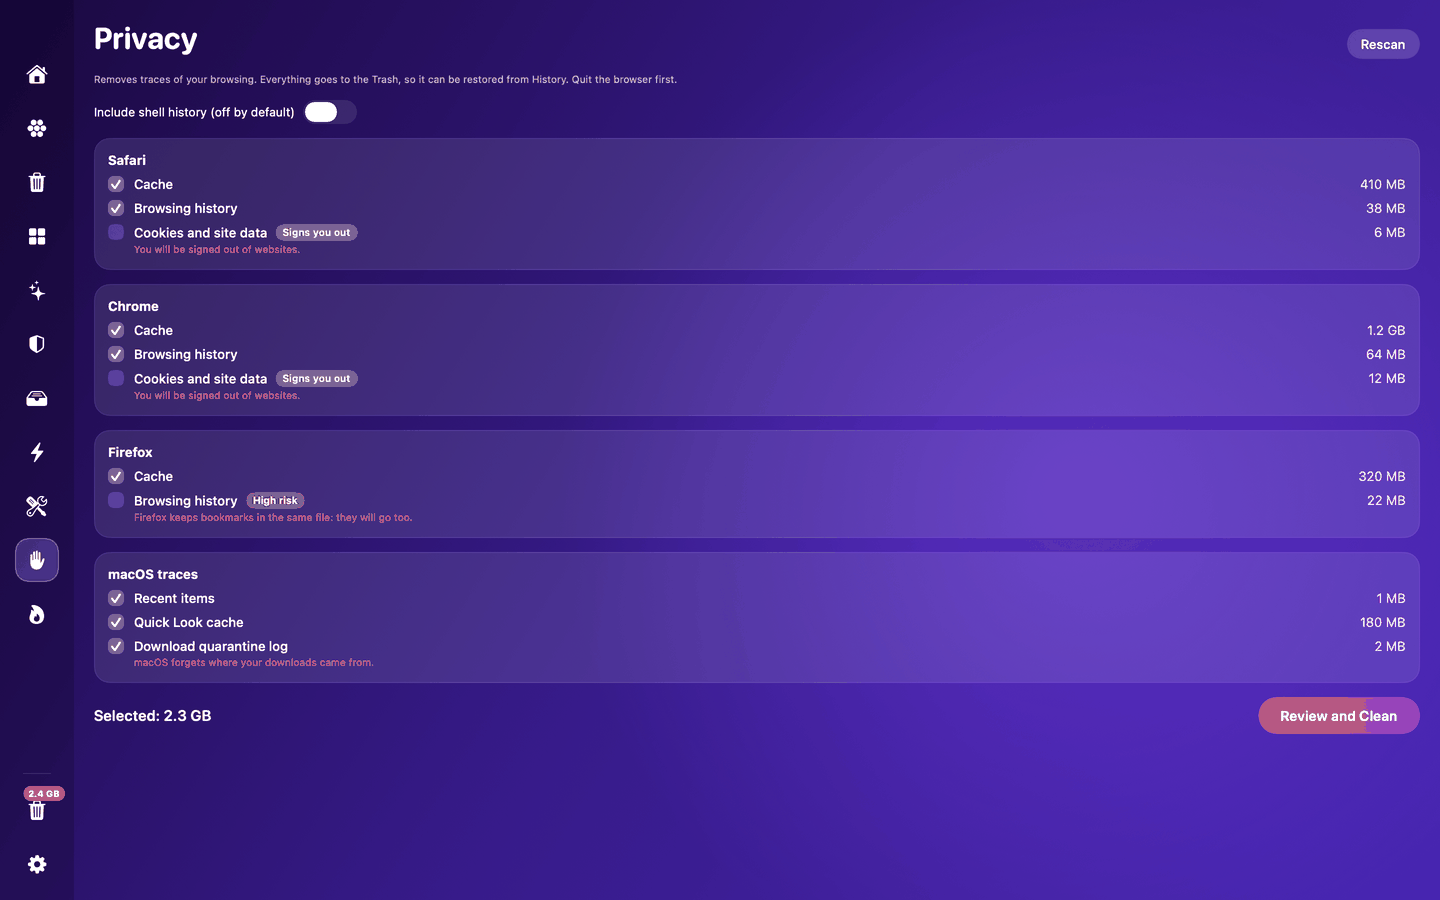 Privacy
Rescan
Removes traces of your browsing. Everything goes to the Trash, so it can be restored from History. Quit the browser first.
Include shell history (off by default)
Safari
Cache 410 MB
Browsing history 38 MB
Cookies and site data Signs you out 6 MB
You will be signed out of websites.
Chrome
Cache 1.2 GB
Browsing history 64 MB
Cookies and site data Signs you out 12 MB
You will be signed out of websites.
Firefox
Cache 320 MB
Browsing history High risk 22 MB
Firefox keeps bookmarks in the same file: they will go too.
macOS traces
Recent items 1 MB
Quick Look cache 180 MB
Download quarantine log 2 MB
macOS forgets where your downloads came from.
Selected: 2.3 GB
Review and Clean
2.4 GB